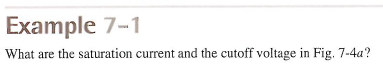 Example 7–1
What are the saturation current and the cutoff voltage in Fig. 7-4a?